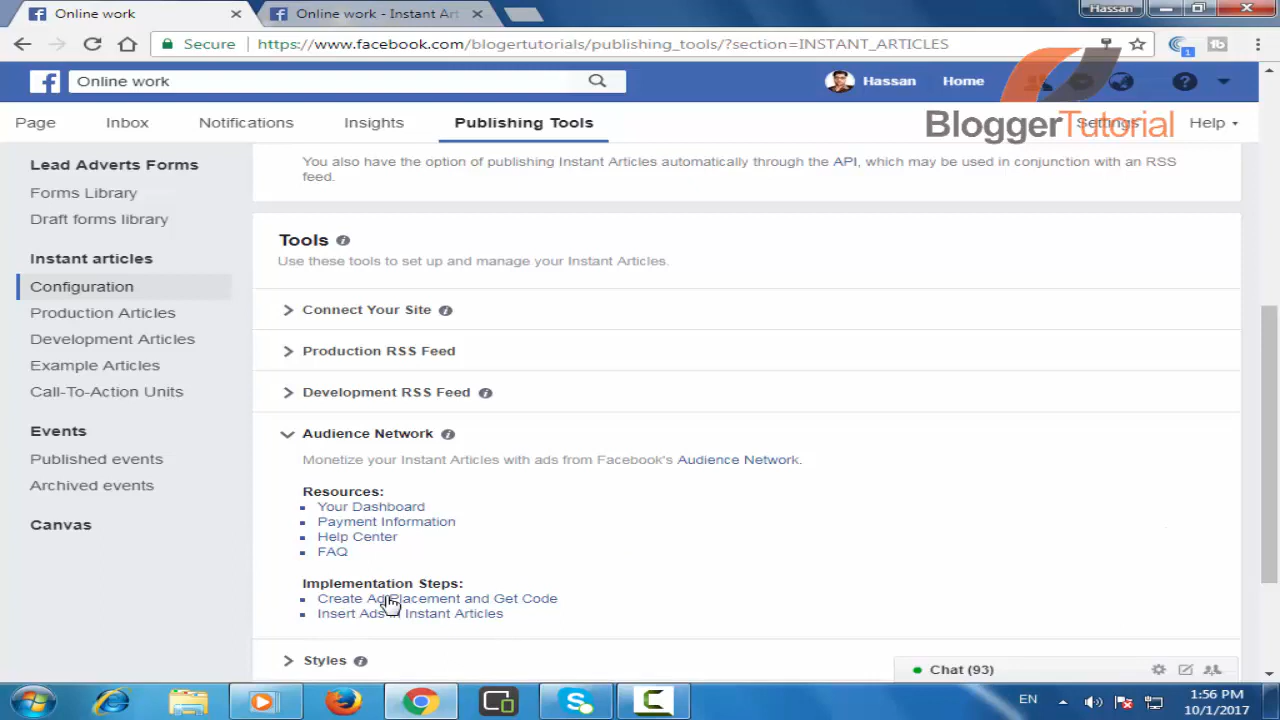 Online work
Online work - Instant Art
Hassan
Secure
https://www.facebook.com/blogertutorials/publishing_tools/?section=INSTANT_ARTICLES
1
Online work
Hassan
Home
Page
Inbox
Notifications
Insights
Publishing Tools
Settings
Help
BloggerTutorial
Lead Adverts Forms
Forms Library
Draft forms library
Instant articles
Configuration
Production Articles
Development Articles
Example Articles
Call-To-Action Units
Events
Published events
Archived events
Canvas
You also have the option of publishing Instant Articles automatically through the API, which may be used in conjunction with an RSS
feed.
Tools
Use these tools to set up and manage your Instant Articles.
Connect Your Site
Production RSS Feed
Development RSS Feed
Audience Network
Monetize your Instant Articles with ads from Facebook's Audience Network.
Resources:
Your Dashboard
Payment Information
Help Center
FAQ
Implementation Steps:
Create Ad Placement and Get Code
Insert Ads in Instant Articles
Styles
Chat (93)
EN
1:56 PM
10/1/2017